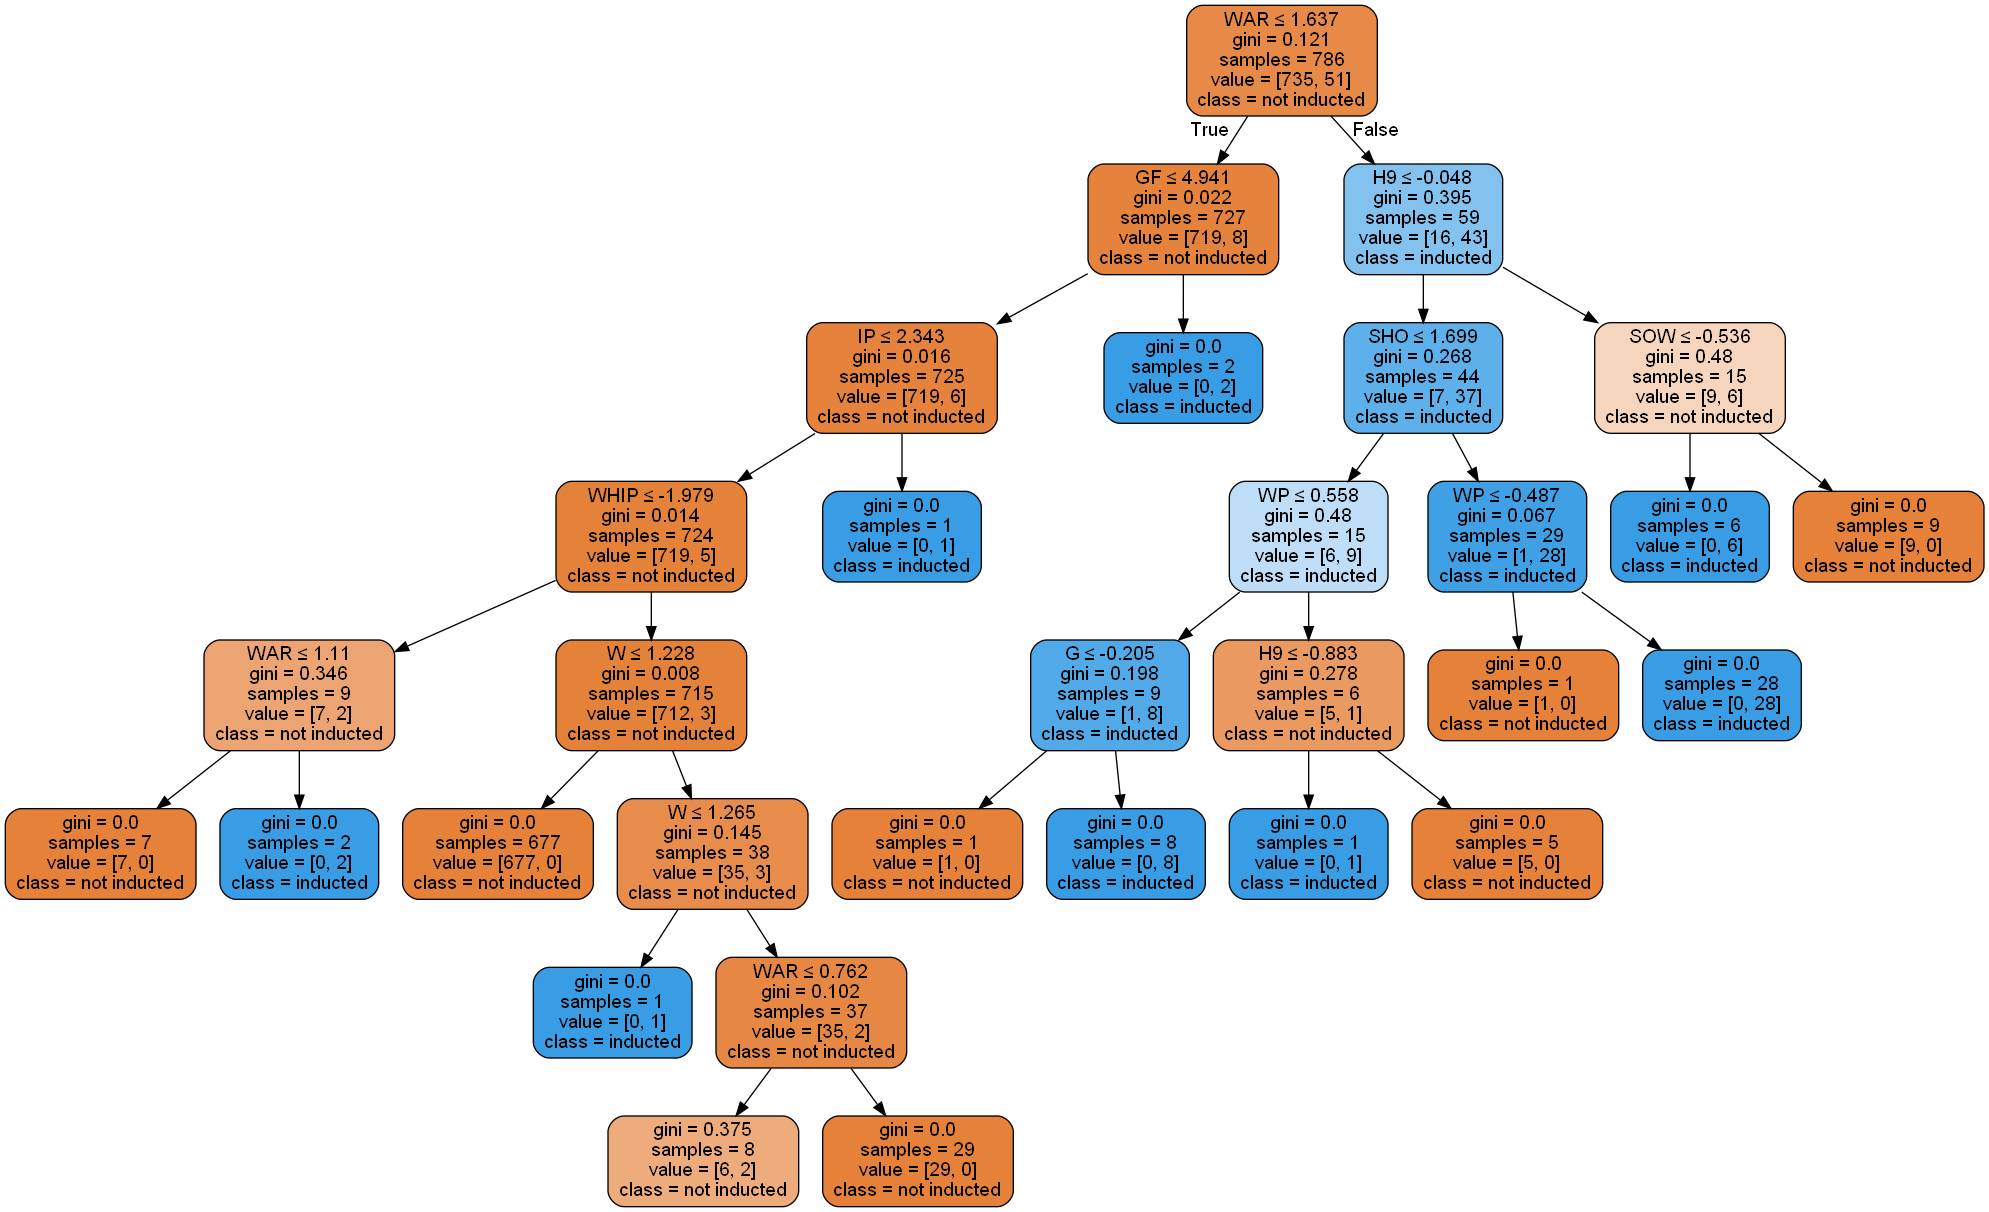 WAR ≤ 1.637
gini = 0.121
samples = 786
value = [735, 51]
class = not inducted
True
False
GF ≤ 4.941
gini = 0.022
samples = 727
value = [719, 8]
class = not inducted
H9 ≤ -0.048
gini = 0.395
samples = 59
value = [16, 43]
class = inducted
IP ≤ 2.343
gini = 0.016
samples = 725
value = [719, 6]
class = not inducted
gini = 0.0
samples = 2
value = [0, 2]
class = inducted
SHO ≤ 1.699
gini = 0.268
samples = 44
value = [7, 37]
class = inducted
SOW ≤ -0.536
gini = 0.48
samples = 15
value = [9, 6]
class = not inducted
WHIP ≤ -1.979
gini = 0.014
samples = 724
value = [719, 5]
class = not inducted
gini = 0.0
samples = 1
value = [0, 1]
class = inducted
WP ≤ 0.558
gini = 0.48
samples = 15
value = [6, 9]
class = inducted
WP ≤ -0.487
gini = 0.067
samples = 29
value = [1, 28]
class = inducted
gini = 0.0
samples = 6
value = [0, 6]
class = inducted
gini = 0.0
samples = 9
value = [9, 0]
class = not inducted
WAR ≤ 1.11
gini = 0.346
samples = 9
value = [7, 2]
class = not inducted
W ≤ 1.228
gini = 0.008
samples = 715
value = [712, 3]
class = not inducted
G ≤ -0.205
gini = 0.198
samples = 9
value = [1, 8]
class = inducted
H9 ≤ -0.883
gini = 0.278
samples = 6
value = [5, 1]
class = not inducted
gini = 0.0
samples = 1
value = [1, 0]
class = not inducted
gini = 0.0
samples = 28
value = [0, 28]
class = inducted
gini = 0.0
samples = 7
value = [7, 0]
class = not inducted
gini = 0.0
samples = 2
value = [0, 2]
class = inducted
gini = 0.0
samples = 677
value = [677, 0]
class = not inducted
W ≤ 1.265
gini = 0.145
samples = 38
value = [35, 3]
class = not inducted
gini = 0.0
samples = 1
value = [1, 0]
class = not inducted
gini = 0.0
samples = 8
value = [0, 8]
class = inducted
gini = 0.0
samples = 1
value = [0, 1]
class = inducted
gini = 0.0
samples = 5
value = [5, 0]
class = not inducted
gini = 0.0
samples = 1
value = [0, 1]
class = inducted
WAR ≤ 0.762
gini = 0.102
samples = 37
value = [35, 2]
class = not inducted
gini = 0.375
samples = 8
value = [6, 2]
class = not inducted
gini = 0.0
samples = 29
value = [29, 0]
class = not inducted